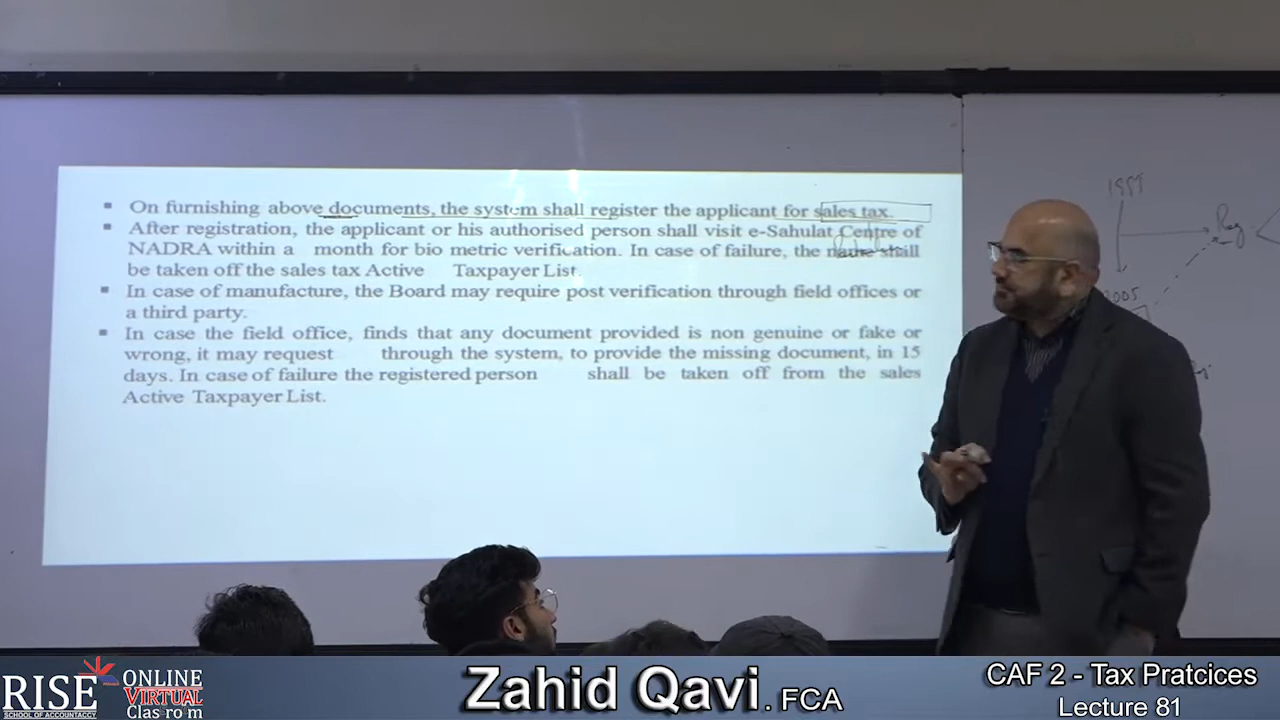 On furnishing above documents, the system shall register the applicant for sales tax.
After registration, the applicant or his authorised person shall visit e-Sahulat Centre of
NADRA within a month for bio metric verification. In case of failure, the name shall
be taken off the sales tax Active Taxpayer List.
In case of manufacture, the Board may require post verification through field offices or
a third party.
In case the field office, finds that any document provided is non genuine or fake or
wrong, it may request through the system, to provide the missing document, in 15
days. In case of failure the registered person shall be taken off from the sales
Active Taxpayer List.
1955
Reg
2005
RISE
SCHOOL OF ACCOUNTACCY
ONLINE
VIRTUAL
Clas ro m
Zahid Qavi. FCA
CAF 2 - Tax Pratcices
Lecture 81